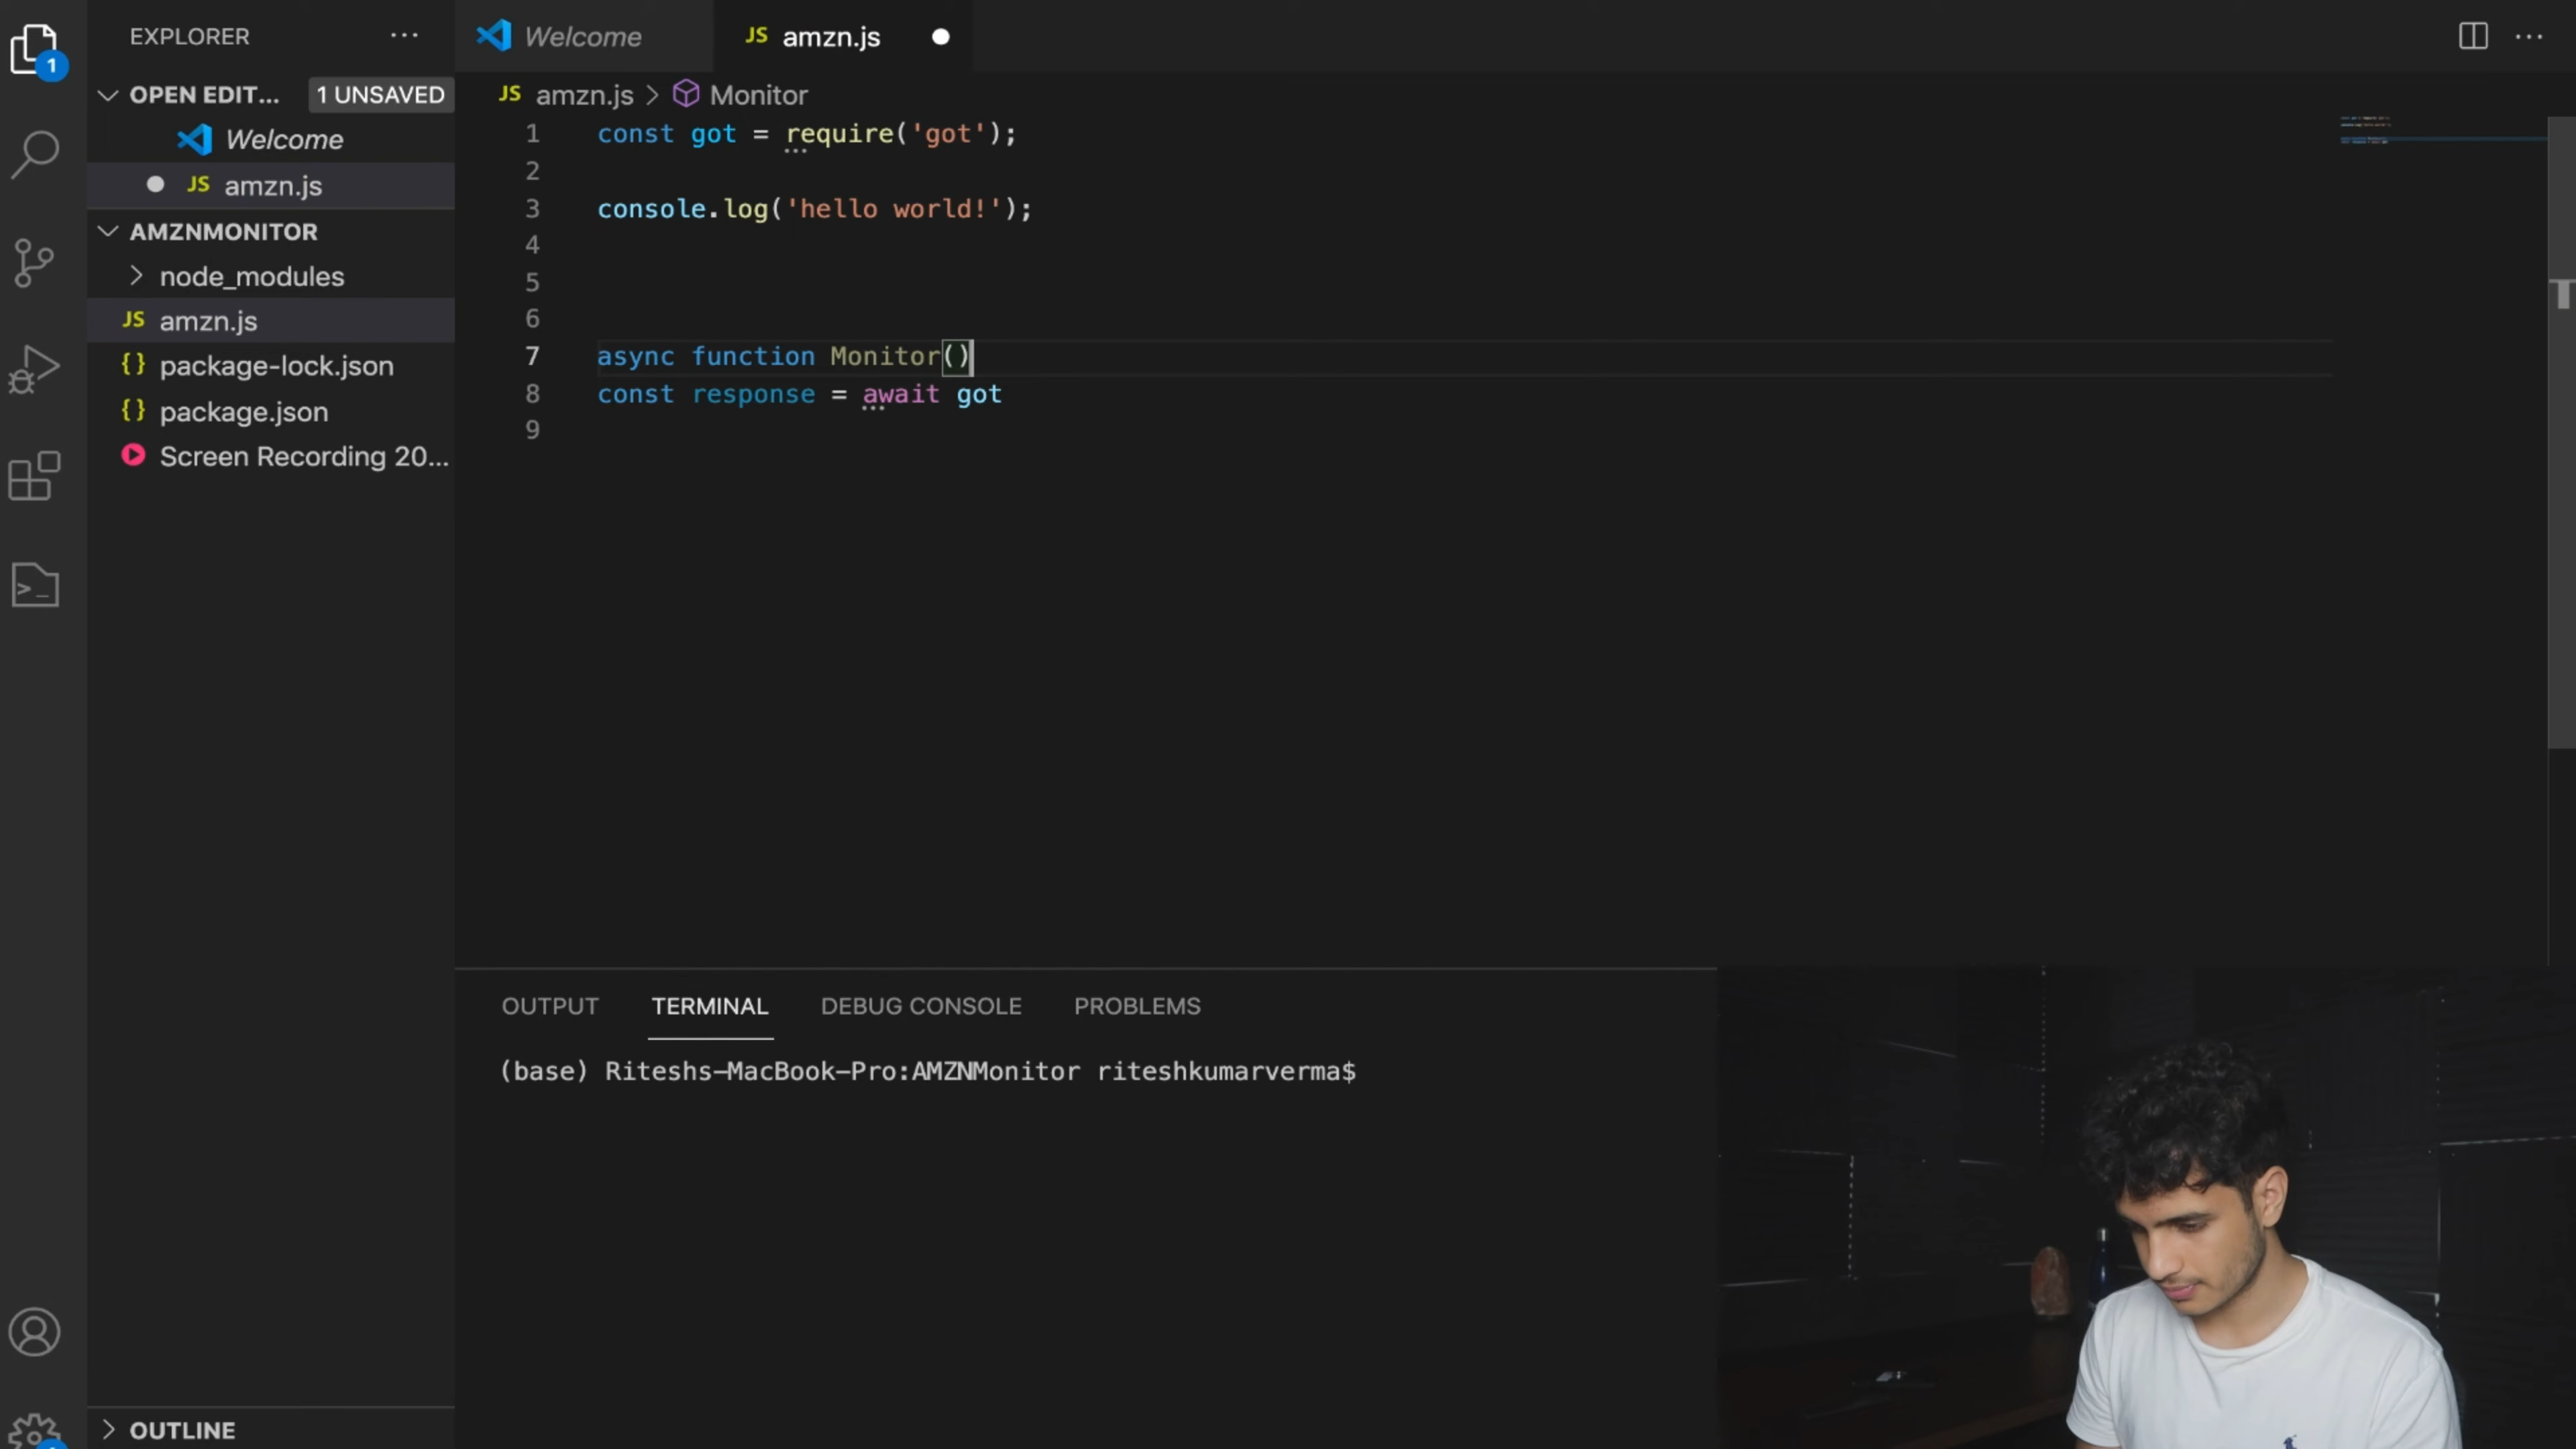 EXPLORER
OPEN EDIT... 1 UNSAVED
Welcome
JS amzn.js
AMZNMONITOR
node_modules
JS amzn.js
{} package-lock.json
{} package.json
Screen Recording 20...
OUTLINE
1
Welcome
JS amzn.js
JS amzn.js > Monitor
1 const got = require('got');
2
3 console.log('hello world!');
4
5
6
7 async function Monitor()
8 const response = await got
9
OUTPUT TERMINAL DEBUG CONSOLE PROBLEMS
(base) Riteshs-MacBook-Pro:AMZNMonitor riteshkumarverma$